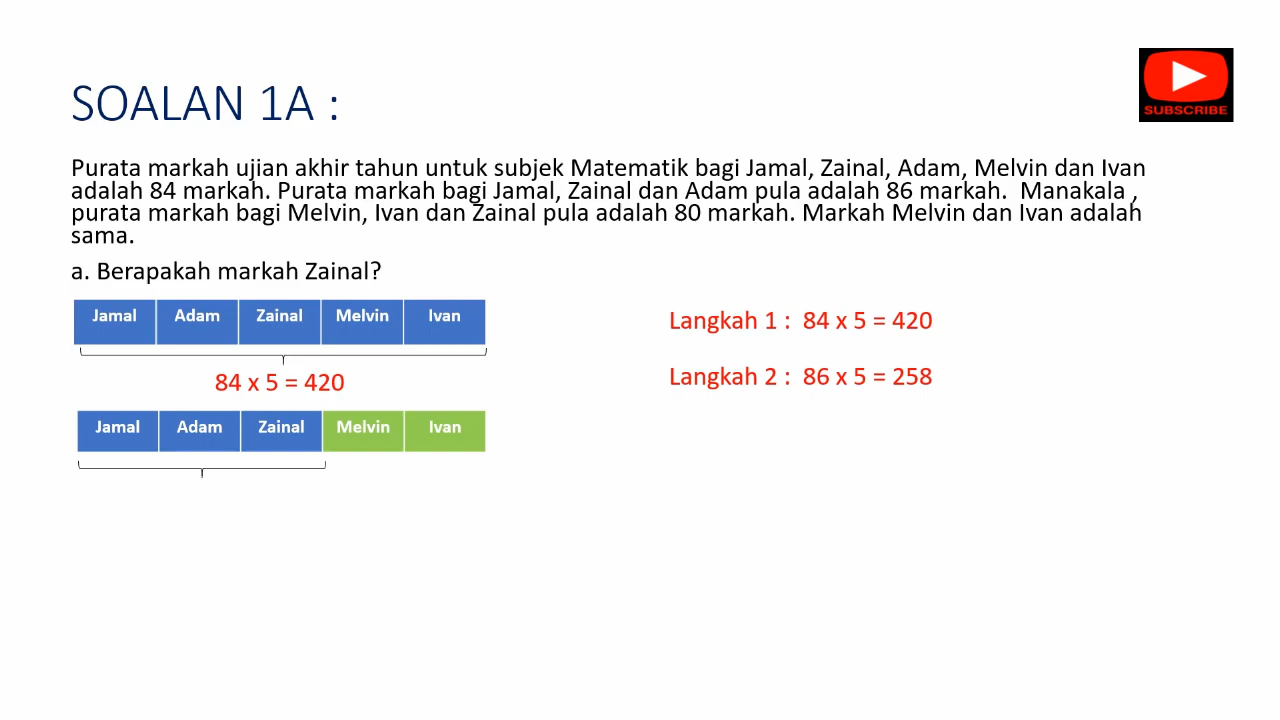 SUBSCRIBE
SOALAN 1A :
Purata markah ujian akhir tahun untuk subjek Matematik bagi Jamal, Zainal, Adam, Melvin dan Ivan
adalah 84 markah. Purata markah bagi Jamal, Zainal dan Adam pula adalah 86 markah.  Manakala ,
purata markah bagi Melvin, Ivan dan Zainal pula adalah 80 markah. Markah Melvin dan Ivan adalah
sama.
a. Berapakah markah Zainal?
Jamal Adam Zainal Melvin Ivan
Langkah 1 :  84 x 5 = 420
84 x 5 = 420
Langkah 2 :  86 x 5 = 258
Jamal Adam Zainal Melvin Ivan